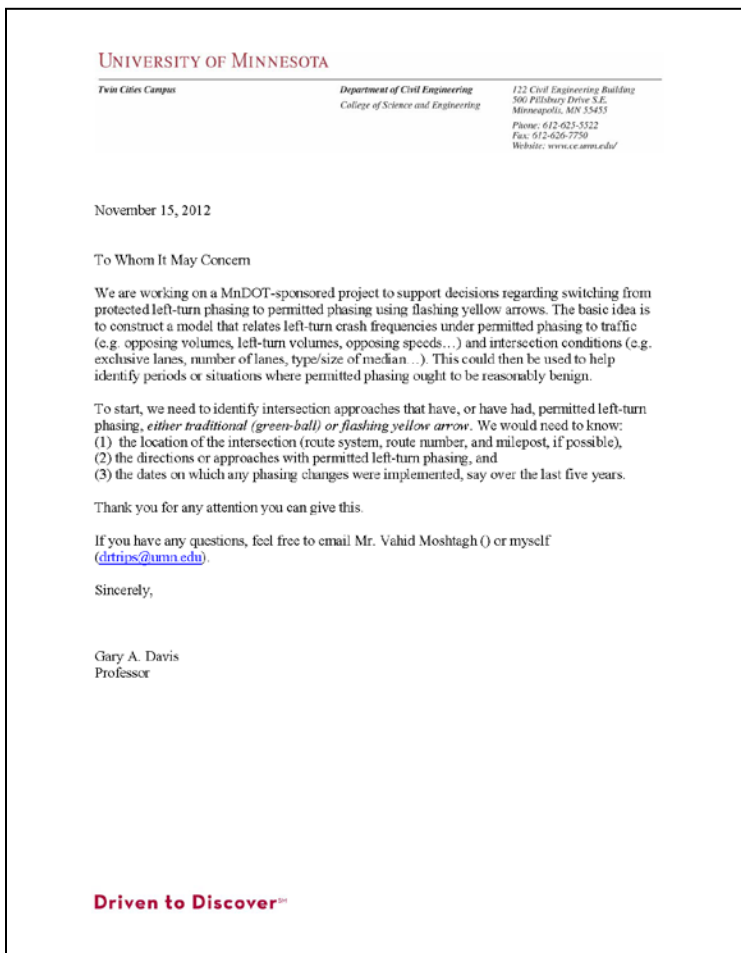 UNIVERSITY OF MINNESOTA
Twin Cities Campus
Department of Civil Engineering
College of Science and Engineering
122 Civil Engineering Building
500 Pillsbury Drive S.E.
Minneapolis, MN 55455
Phone: 612-625-5522
Fax: 612-626-7750
Website: www.ce.umn.edu/
November 15, 2012
To Whom It May Concern
We are working on a MnDOT-sponsored project to support decisions regarding switching from
protected left-turn phasing to permitted phasing using flashing yellow arrows. The basic idea is
to construct a model that relates left-turn crash frequencies under permitted phasing to traffic
(e.g. opposing volumes, left-turn volumes, opposing speeds…) and intersection conditions (e.g.
exclusive lanes, number of lanes, type/size of median…). This could then be used to help
identify periods or situations where permitted phasing ought to be reasonably benign.
To start, we need to identify intersection approaches that have, or have had, permitted left-turn
phasing, either traditional (green-ball) or flashing yellow arrow. We would need to know:
(1) the location of the intersection (route system, route number, and milepost, if possible),
(2) the directions or approaches with permitted left-turn phasing, and
(3) the dates on which any phasing changes were implemented, say over the last five years.
Thank you for any attention you can give this.
If you have any questions, feel free to email Mr. Vahid Moshtagh () or myself
(drtrips@umn.edu).
Sincerely,
Gary A. Davis
Professor
Driven to Discover℠